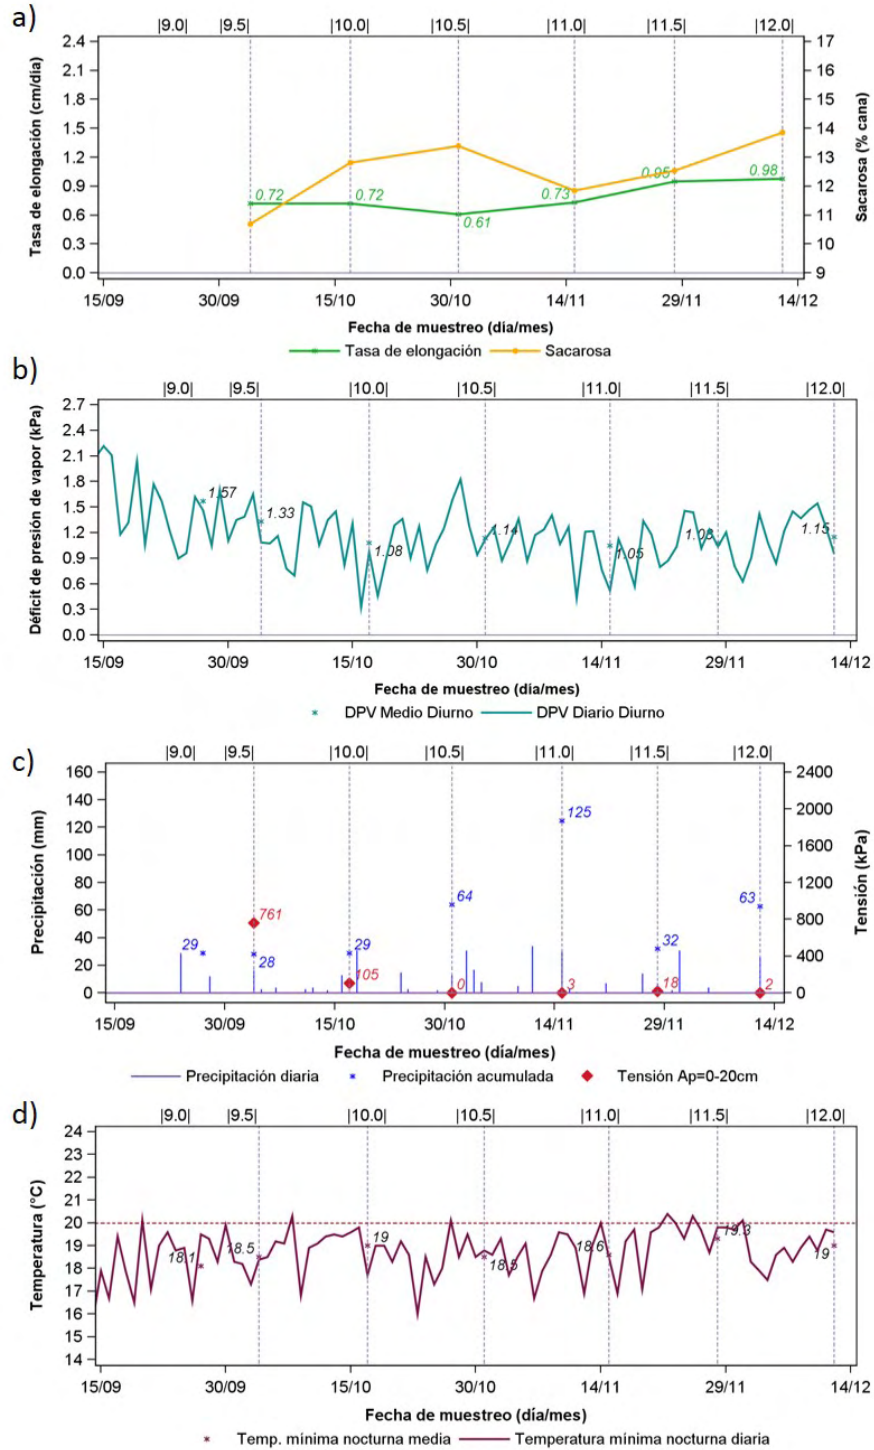 a)
|9.0| |9.5| |10.0| |10.5| |11.0| |11.5| |12.0|
2.4 2.1 1.8 1.5 1.2 0.9 0.6 0.3 0.0
Tasa de elongación (cm/día)
0.72 0.72 0.61 0.73 0.95 0.98
17 16 15 14 13 12 11 10 9
Sacarosa (% cana)
15/09 30/09 15/10 30/10 14/11 29/11 14/12
Fecha de muestreo (día/mes)
Tasa de elongación Sacarosa
b)
|9.0| |9.5| |10.0| |10.5| |11.0| |11.5| |12.0|
2.7 2.4 2.1 1.8 1.5 1.2 0.9 0.6 0.3 0.0
Déficit de presión de vapor (kPa)
1.57 1.33 1.08 1.14 1.05 1.15
15/09 30/09 15/10 30/10 14/11 29/11 14/12
Fecha de muestreo (día/mes)
DPV Medio Diurno DPV Diario Diurno
c)
|9.0| |9.5| |10.0| |10.5| |11.0| |11.5| |12.0|
160 140 120 100 80 60 40 20 0
Precipitación (mm)
29 761 28 29 105 64 0 125 3 32 18 63 2
2400 2000 1600 1200 800 400 0
Tensión (kPa)
15/09 30/09 15/10 30/10 14/11 29/11 14/12
Fecha de muestreo (día/mes)
Precipitación diaria Precipitación acumulada Tensión Ap=0-20cm
d)
|9.0| |9.5| |10.0| |10.5| |11.0| |11.5| |12.0|
24 23 22 21 20 19 18 17 16 15 14
Temperatura (°C)
18.1 18.5 19 18.5 18.6 19.3 19
15/09 30/09 15/10 30/10 14/11 29/11 14/12
Fecha de muestreo (día/mes)
Temp. minima nocturna media Temperatura minima nocturna diaria